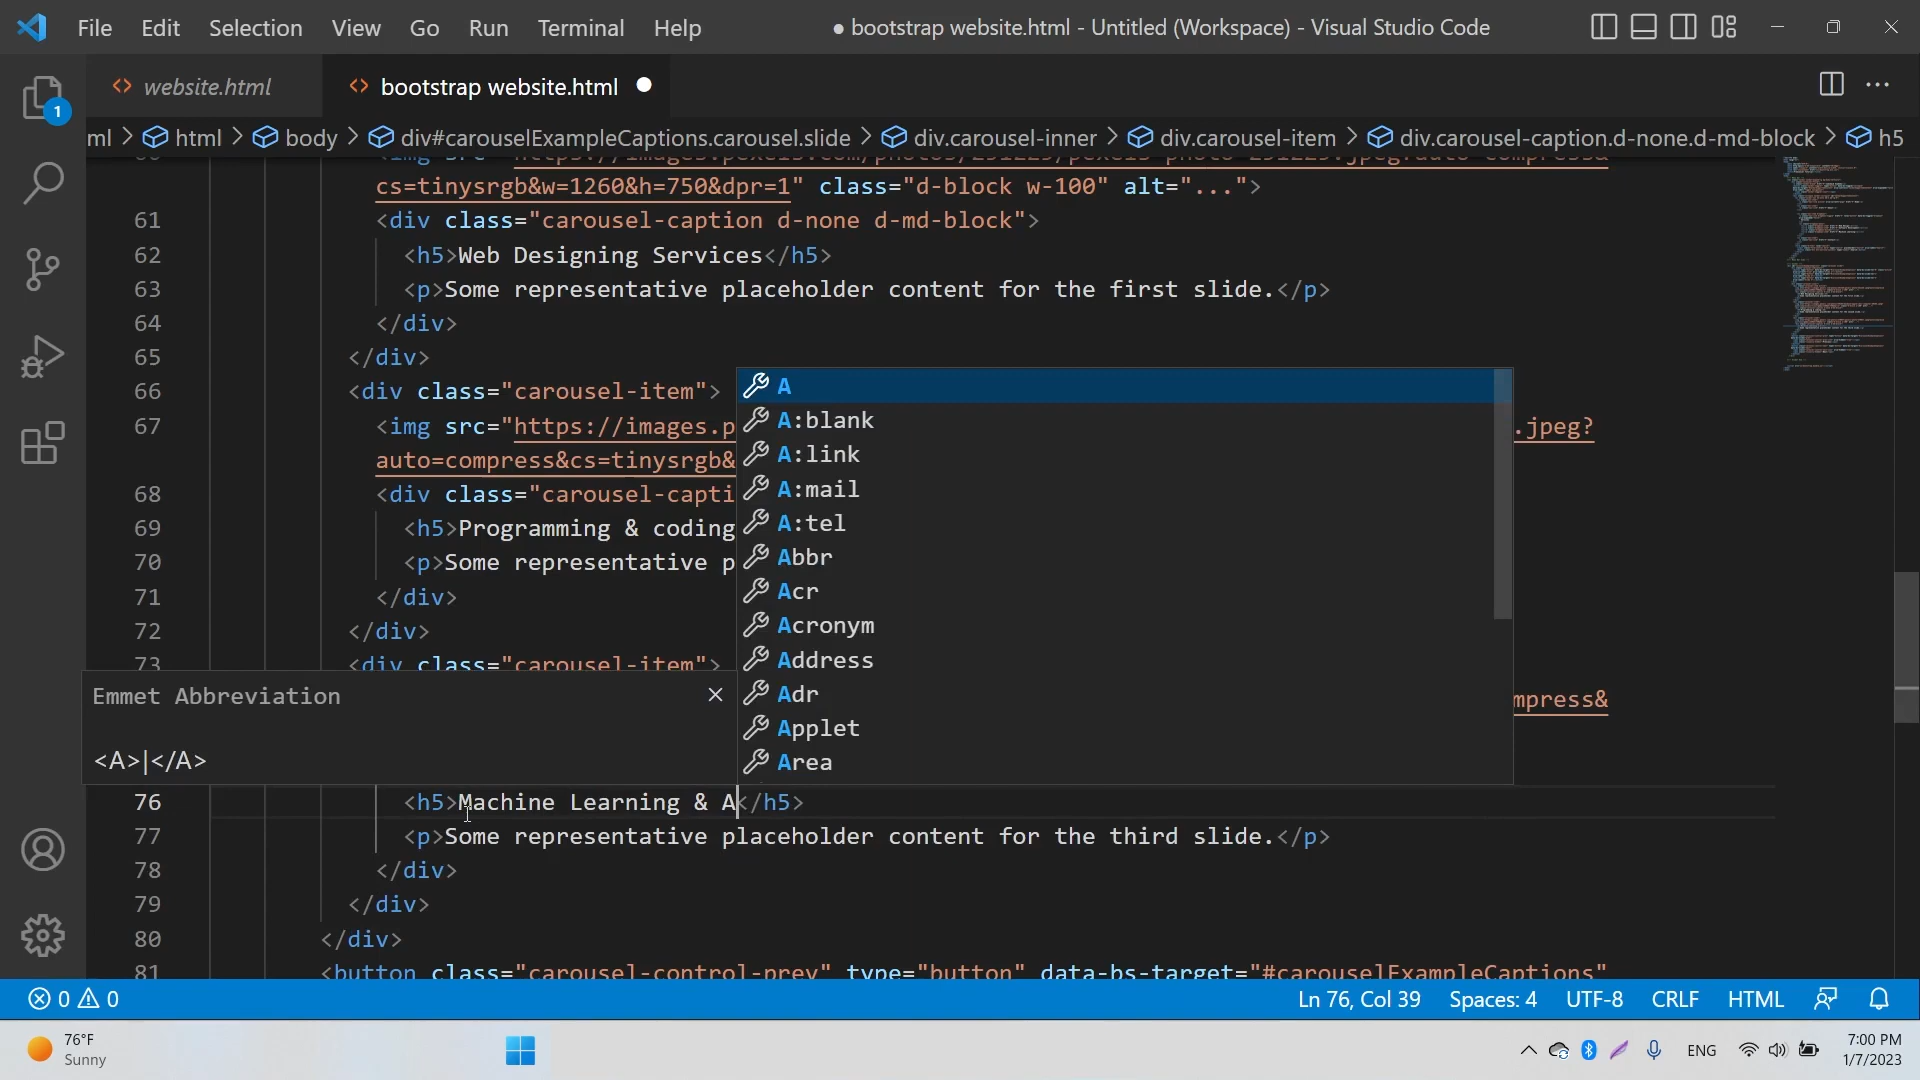 File Edit Selection View Go Run Terminal Help ● bootstrap website.html - Untitled (Workspace) - Visual Studio Code
website.html bootstrap website.html
ml > html > body > div#carouselExampleCaptions.carousel.slide > div.carousel-inner > div.carousel-item > div.carousel-caption.d-none.d-md-block > h5
1
cs=tinysrgb&w=1260&h=750&dpr=1" class="d-block w-100" alt="...">
61 <div class="carousel-caption d-none d-md-block">
62 <h5>Web Designing Services</h5>
63 <p>Some representative placeholder content for the first slide.</p>
64 </div>
65 </div>
66 <div class="carousel-item">
67 <img src="https://images.p .jpeg?
auto=compress&cs=tinysrgb&
68 <div class="carousel-capti
69 <h5>Programming & coding
70 <p>Some representative p
71 </div>
72 </div>
73 <div class="carousel-item">
A
A:blank
A:link
A:mail
A:tel
Abbr
Acr
Acronym
Address
Adr
Applet
Area
Emmet Abbreviation
<A>|</A>
mpress&
76 <h5>Machine Learning & A</h5>
77 <p>Some representative placeholder content for the third slide.</p>
78 </div>
79 </div>
80 </div>
81 <button class="carousel-control-prev" type="button" data-bs-target="#carouselExampleCaptions"
0 0 Ln 76, Col 39 Spaces: 4 UTF-8 CRLF HTML
76°F
Sunny
ENG
7:00 PM
1/7/2023